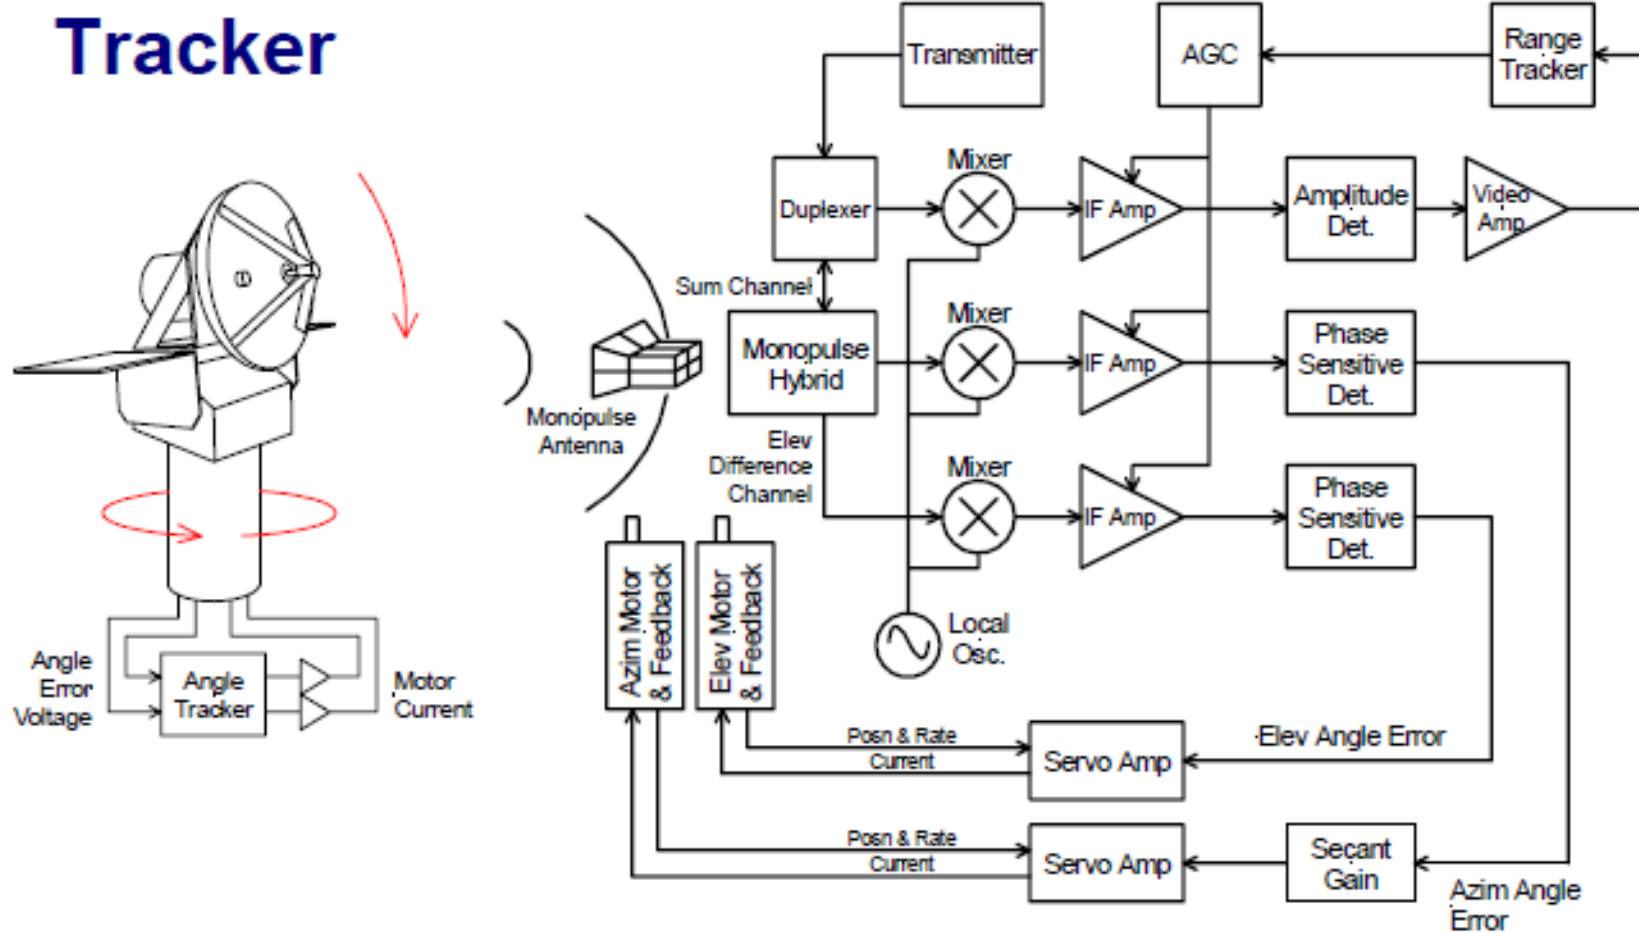 Tracker
Transmitter
AGC
Range
Tracker
Mixer
Duplexer
IF Amp
Amplitude
Det.
Video
Amp
Sum Channel
Mixer
Monopulse
Hybrid
IF Amp
Phase
Sensitive
Det.
Monopulse
Antenna
Elev
Difference
Channel
Mixer
IF Amp
Phase
Sensitive
Det.
Azim Motor
& Feedback
Elev Motor
& Feedback
Local
Osc.
Angle
Error
Voltage
Angle
Tracker
Motor
Current
Posn & Rate
Current
Servo Amp
Elev Angle Error
Posn & Rate
Current
Servo Amp
Secant
Gain
Azim Angle
Error